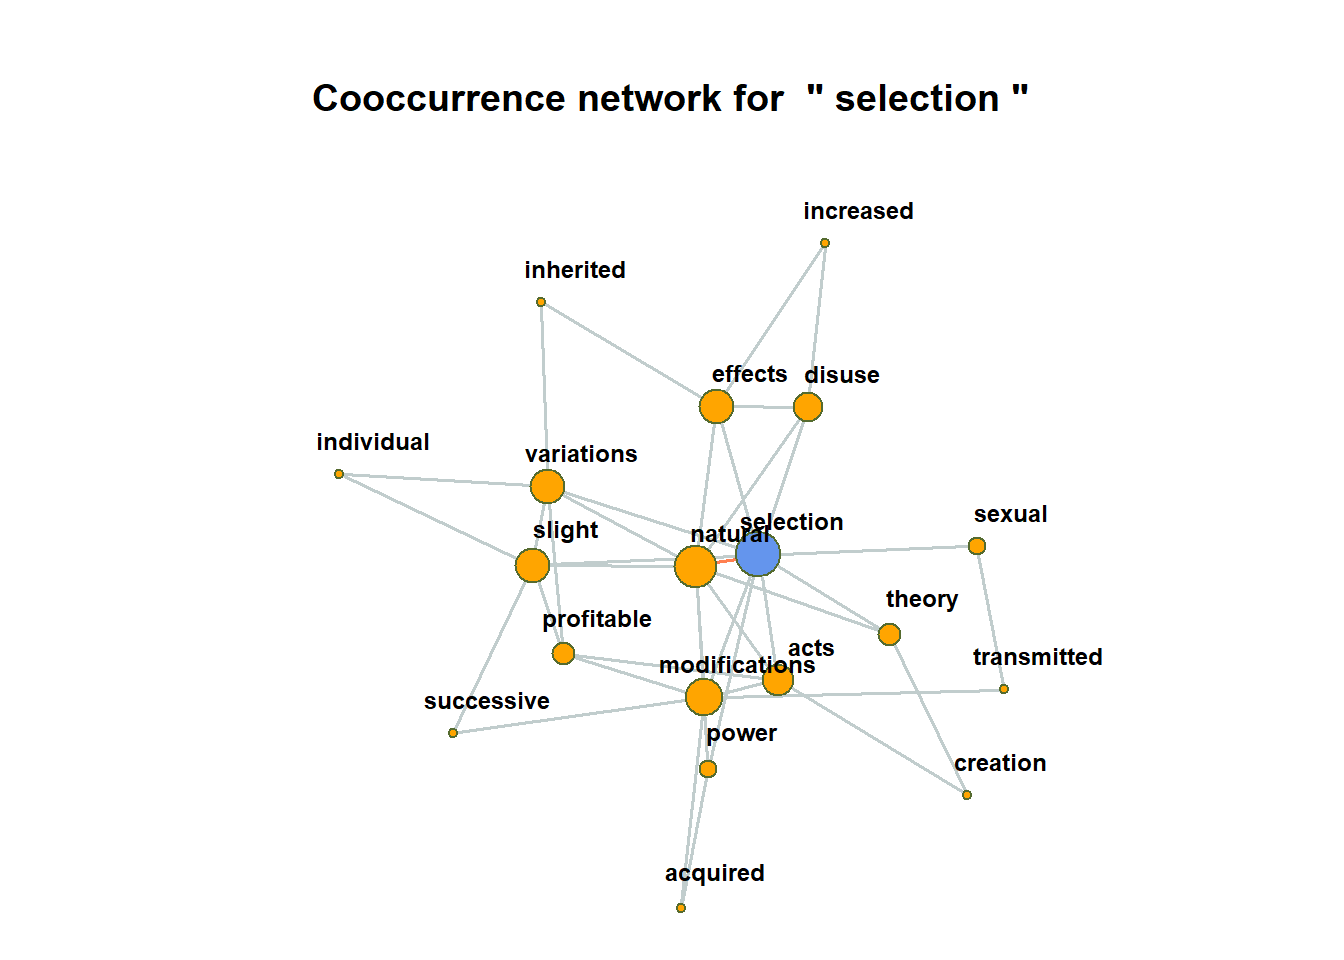 Cooccurrence network for " selection "
increased
inherited
effects
disuse
individual
variations
selection
sexual
slight
natural
theory
profitable
acts
transmitted
modifications
successive
power
creation
acquired